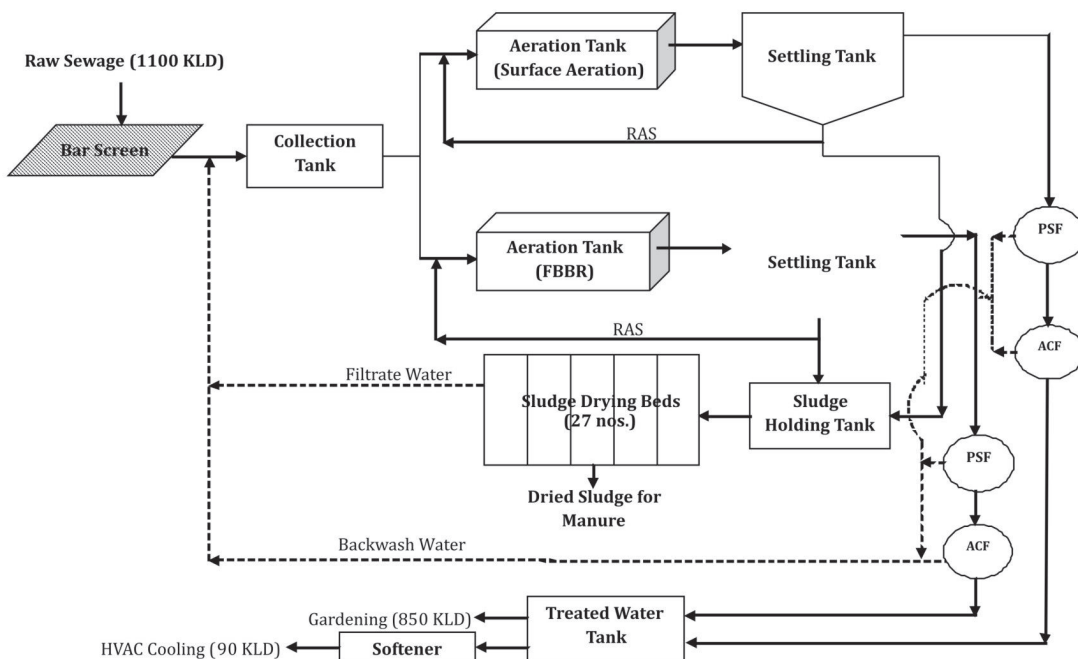 Raw Sewage (1100 KLD)
Bar Screen
Collection
Tank
Aeration Tank
(Surface Aeration)
Settling Tank
RAS
PSF
Aeration Tank
(FBBR)
Settling Tank
RAS
ACF
Filtrate Water
Sludge Drying Beds
(27 nos.)
Sludge
Holding Tank
PSF
Dried Sludge for
Manure
Backwash Water
ACF
Gardening (850 KLD)
Treated Water
Tank
HVAC Cooling (90 KLD)
Softener